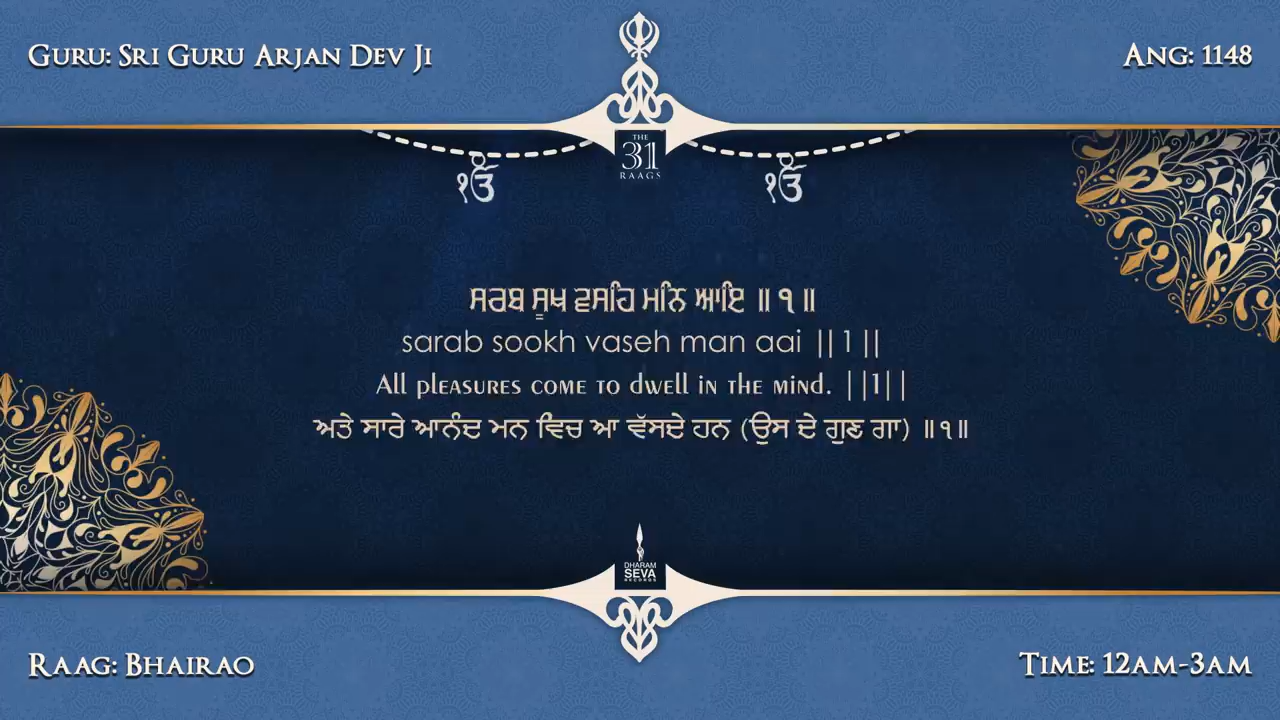 Guru: Sri Guru Arjan Dev Ji
Ang: 1148
THE
31
RAAGS
ੴ
ੴ
ਸਰਬ ਸੂਖ ਵਸਹਿ ਮਨਿ ਆਇ ॥੧॥
sarab sookh vaseh man aai ||1||
All pleasures come to dwell in the mind. ||1||
ਅਤੇ ਸਾਰੇ ਆਨੰਦ ਮਨ ਵਿਚ ਆ ਵੱਸਦੇ ਹਨ (ਉਸ ਦੇ ਗੁਣ ਗਾ) ॥੧॥
DHARAM
SEVA
RECORDS
Raag: Bhairao
Time: 12am-3am